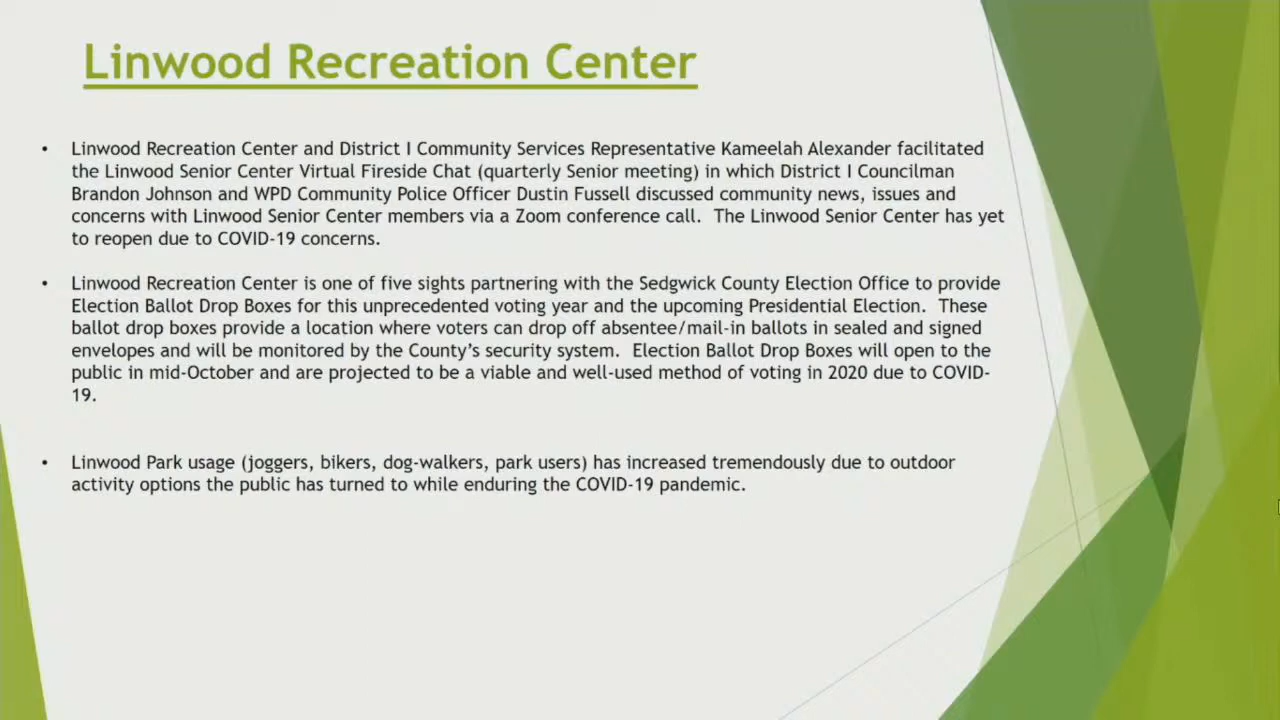 Linwood Recreation Center
• Linwood Recreation Center and District I Community Services Representative Kameelah Alexander facilitated
the Linwood Senior Center Virtual Fireside Chat (quarterly Senior meeting) in which District I Councilman
Brandon Johnson and WPD Community Police Officer Dustin Fussell discussed community news, issues and
concerns with Linwood Senior Center members via a Zoom conference call.  The Linwood Senior Center has yet
to reopen due to COVID-19 concerns.
• Linwood Recreation Center is one of five sights partnering with the Sedgwick County Election Office to provide
Election Ballot Drop Boxes for this unprecedented voting year and the upcoming Presidential Election.  These
ballot drop boxes provide a location where voters can drop off absentee/mail-in ballots in sealed and signed
envelopes and will be monitored by the County’s security system.  Election Ballot Drop Boxes will open to the
public in mid-October and are projected to be a viable and well-used method of voting in 2020 due to COVID-
19.
• Linwood Park usage (joggers, bikers, dog-walkers, park users) has increased tremendously due to outdoor
activity options the public has turned to while enduring the COVID-19 pandemic.